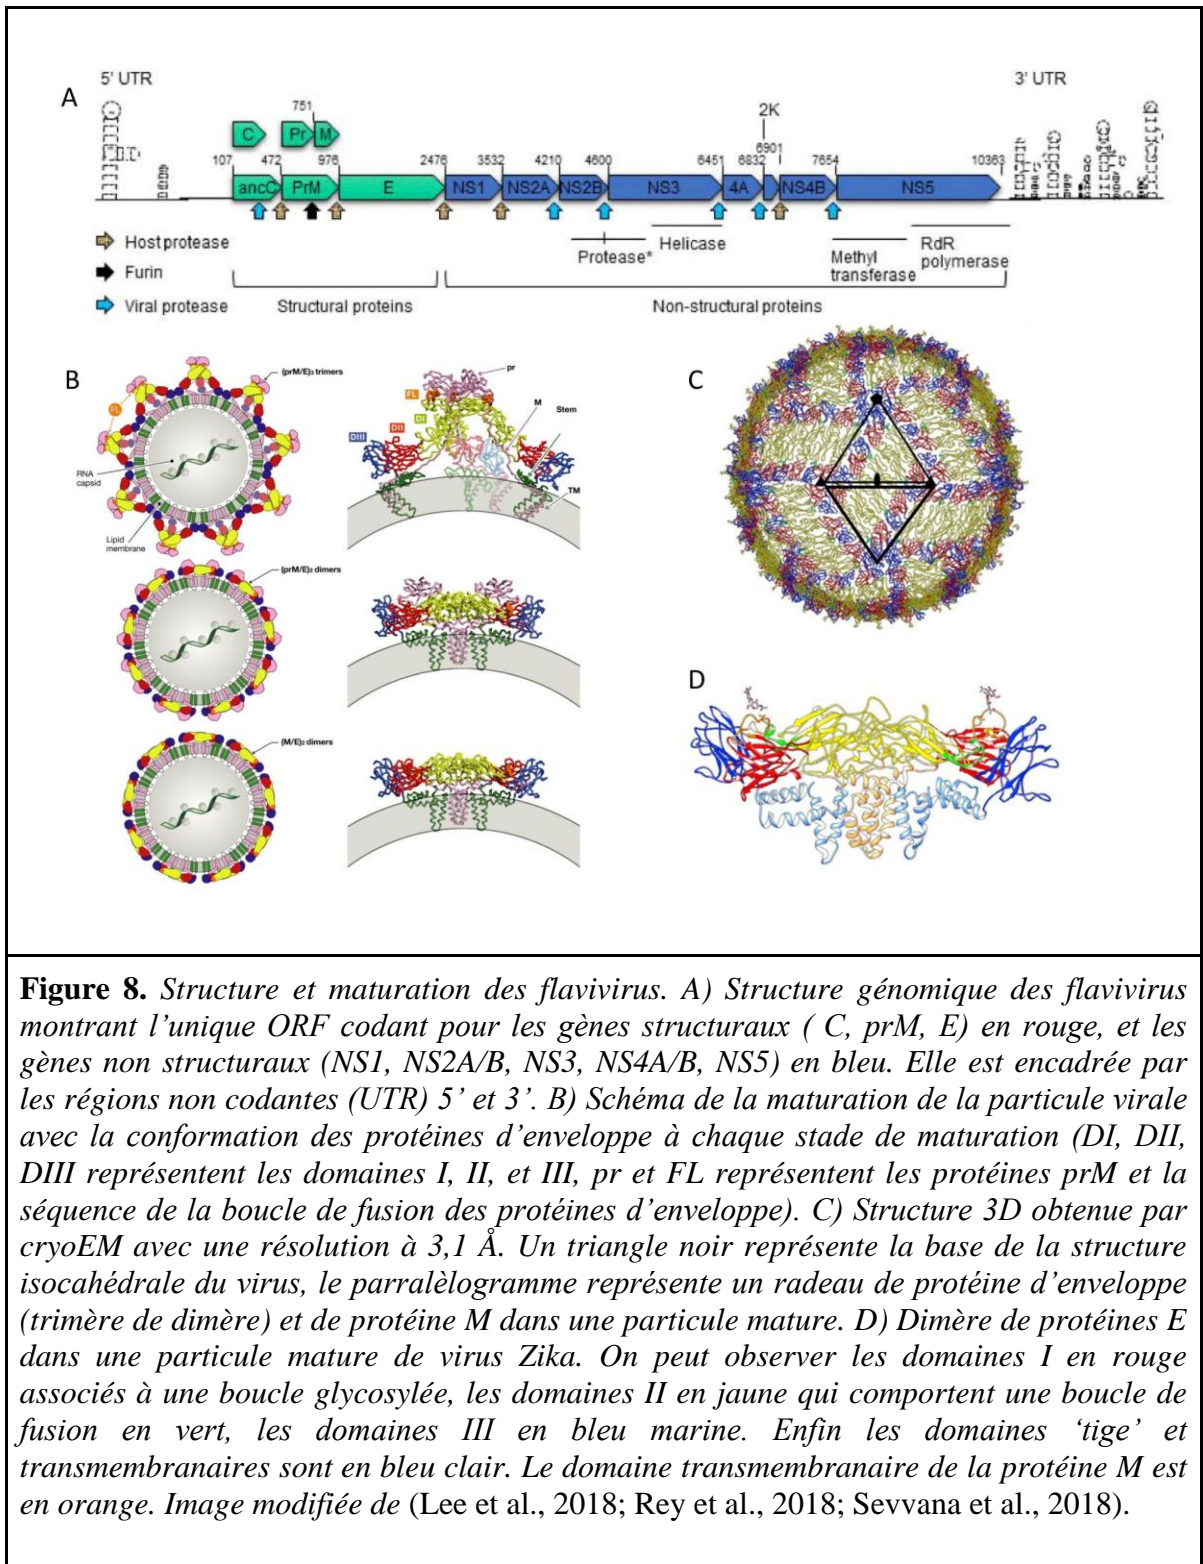 5' UTR
3' UTR
A
751
2K
C
Pr
M
6901
107
472
976
2476
3532
4210
4600
6451
6832
7654
10363
ancC
PrM
E
NS1
NS2A
NS2B
NS3
4A
NS4B
NS5
Host protease
Furin
Viral protease
Protease*
Helicase
Methyl
transferase
RdR
polymerase
Structural proteins
Non-structural proteins
B
(prM/E)3 trimers
FL
RNA
capsid
Lipid
membrane
pr
FL
DI
M
Stem
DII
DIII
TM
C
(prM/E)2 dimers
D
(M/E)2 dimers
Figure 8. Structure et maturation des flavivirus. A) Structure génomique des flavivirus
montrant l'unique ORF codant pour les gènes structuraux ( C, prM, E) en rouge, et les
gènes non structuraux (NS1, NS2A/B, NS3, NS4A/B, NS5) en bleu. Elle est encadrée par
les régions non codantes (UTR) 5' et 3'. B) Schéma de la maturation de la particule virale
avec la conformation des protéines d'enveloppe à chaque stade de maturation (DI, DII,
DIII représentent les domaines I, II, et III, pr et FL représentent les protéines prM et la
séquence de la boucle de fusion des protéines d'enveloppe). C) Structure 3D obtenue par
cryoEM avec une résolution à 3,1 Å. Un triangle noir représente la base de la structure
isocahédrale du virus, le parralèlogramme représente un radeau de protéine d'enveloppe
(trimère de dimère) et de protéine M dans une particule mature. D) Dimère de protéines E
dans une particule mature de virus Zika. On peut observer les domaines I en rouge
associés à une boucle glycosylée, les domaines II en jaune qui comportent une boucle de
fusion en vert, les domaines III en bleu marine. Enfin les domaines 'tige' et
transmembranaires sont en bleu clair. Le domaine transmembranaire de la protéine M est
en orange. Image modifiée de (Lee et al., 2018; Rey et al., 2018; Sevvana et al., 2018).